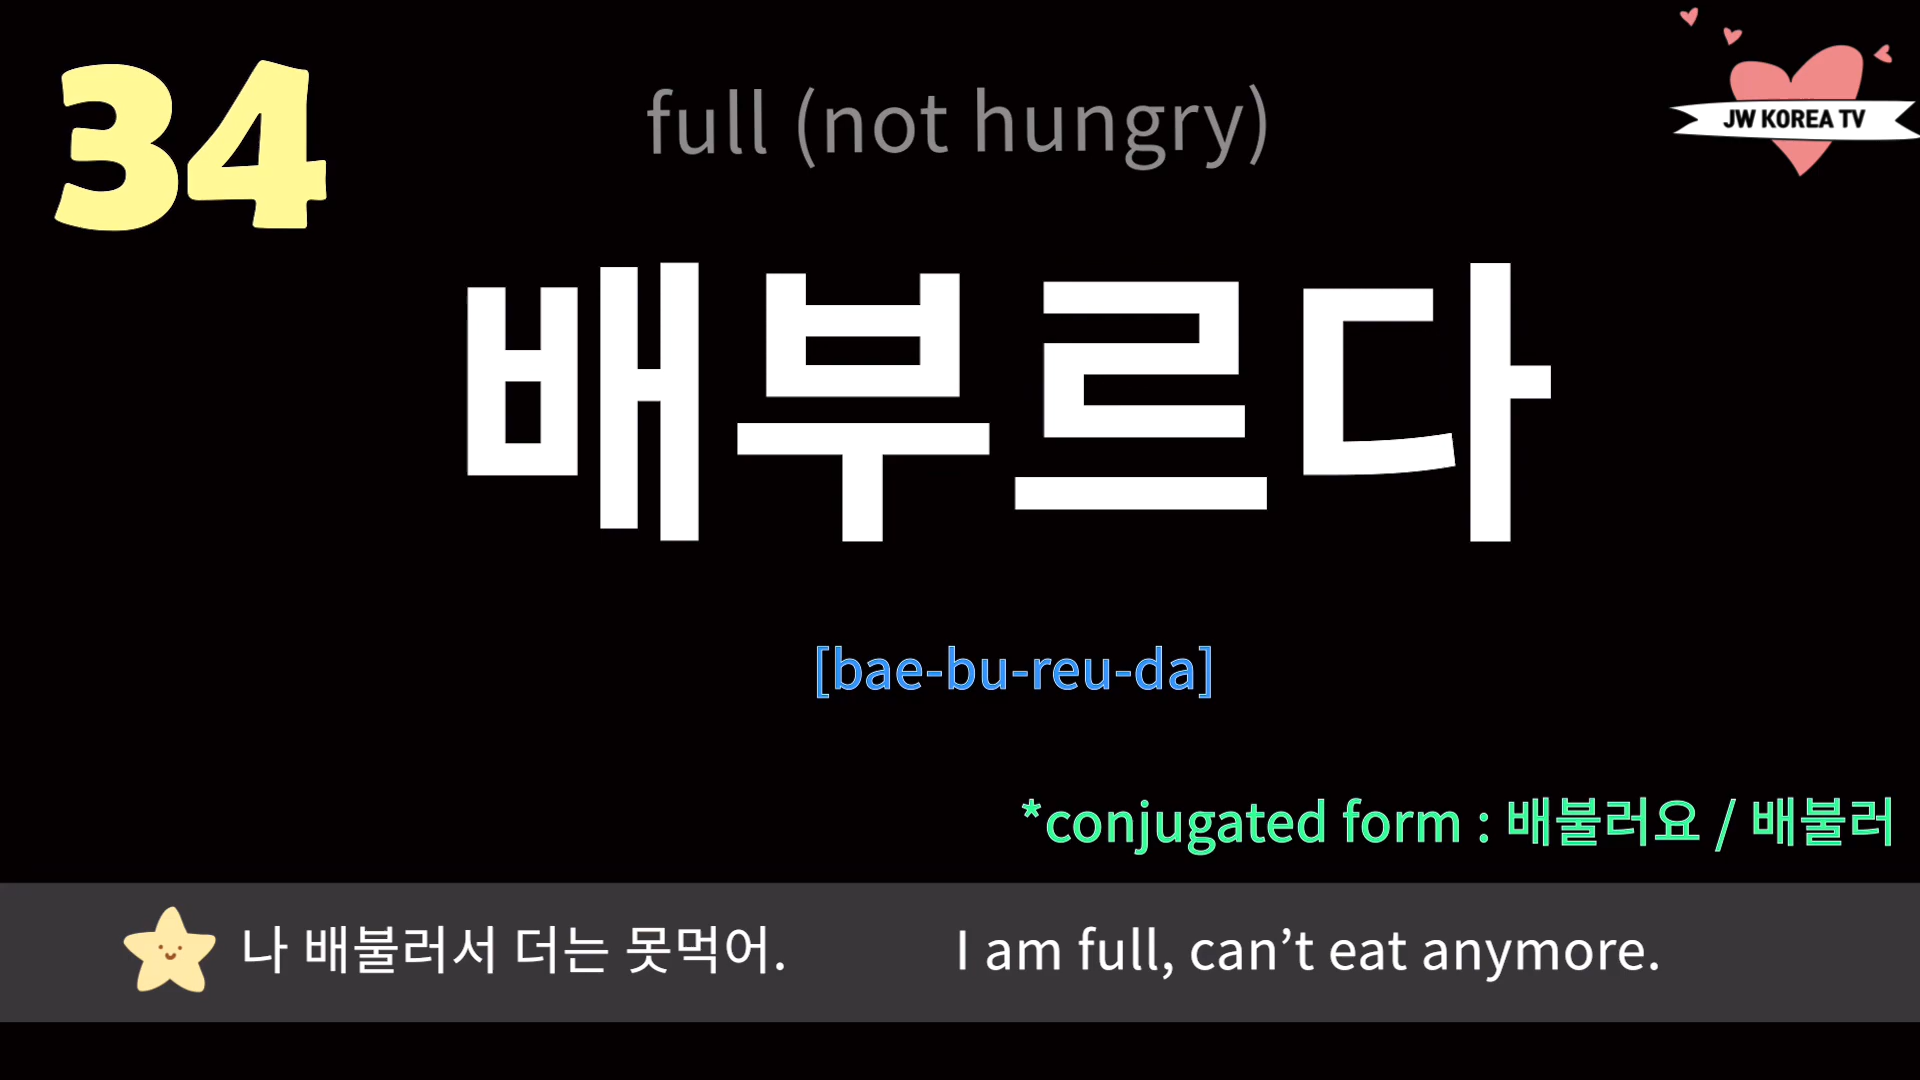 34
full (not hungry)
JW KOREA TV
배부르다
[bae-bu-reu-da]
*conjugated form : 배불러요 / 배불러
나 배불러서 더는 못먹어.
I am full, can’t eat anymore.